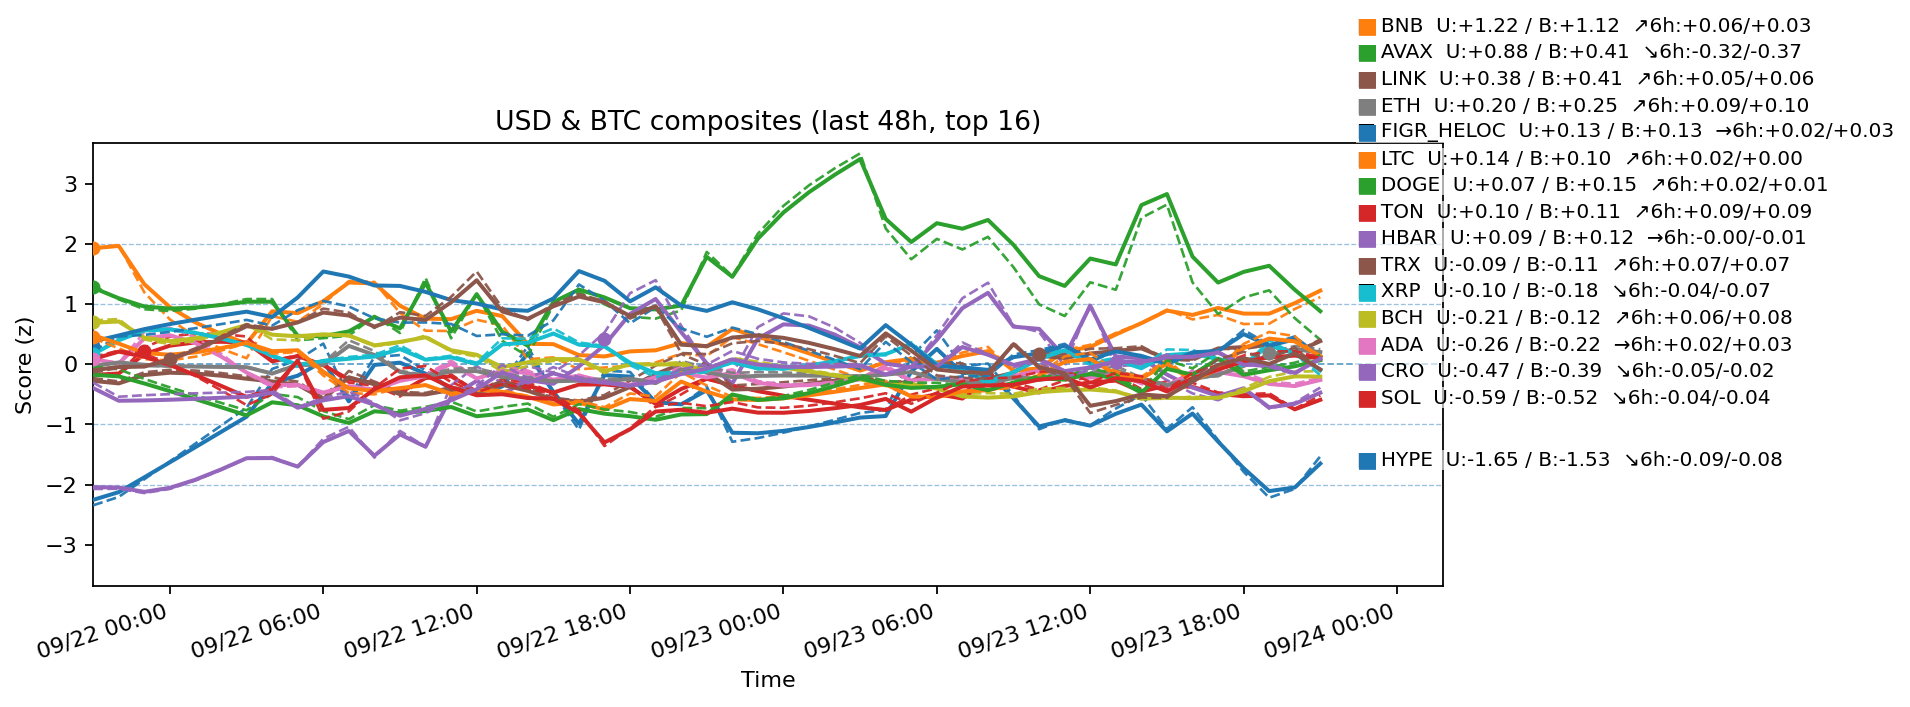 BNB U:+1.22 / B:+1.12 ↗6h:+0.06/+0.03
AVAX U:+0.88 / B:+0.41 ↘6h:-0.32/-0.37
LINK U:+0.38 / B:+0.41 ↗6h:+0.05/+0.06
ETH U:+0.20 / B:+0.25 ↗6h:+0.09/+0.10
FIGR_HELOC U:+0.13 / B:+0.13 →6h:+0.02/+0.03
LTC U:+0.14 / B:+0.10 ↗6h:+0.02/+0.00
DOGE U:+0.07 / B:+0.15 ↗6h:+0.02/+0.01
TON U:+0.10 / B:+0.11 ↗6h:+0.09/+0.09
HBAR U:+0.09 / B:+0.12 →6h:-0.00/-0.01
TRX U:-0.09 / B:-0.11 ↗6h:+0.07/+0.07
XRP U:-0.10 / B:-0.18 ↘6h:-0.04/-0.07
BCH U:-0.21 / B:-0.12 ↗6h:+0.06/+0.08
ADA U:-0.26 / B:-0.22 →6h:+0.02/+0.03
CRO U:-0.47 / B:-0.39 ↘6h:-0.05/-0.02
SOL U:-0.59 / B:-0.52 ↘6h:-0.04/-0.04
HYPE U:-1.65 / B:-1.53 ↘6h:-0.09/-0.08
USD & BTC composites (last 48h, top 16)
Score (z)
3
2
1
0
−1
−2
−3
09/22 00:00
09/22 06:00
09/22 12:00
09/22 18:00
09/23 00:00
09/23 06:00
09/23 12:00
09/23 18:00
09/24 00:00
Time